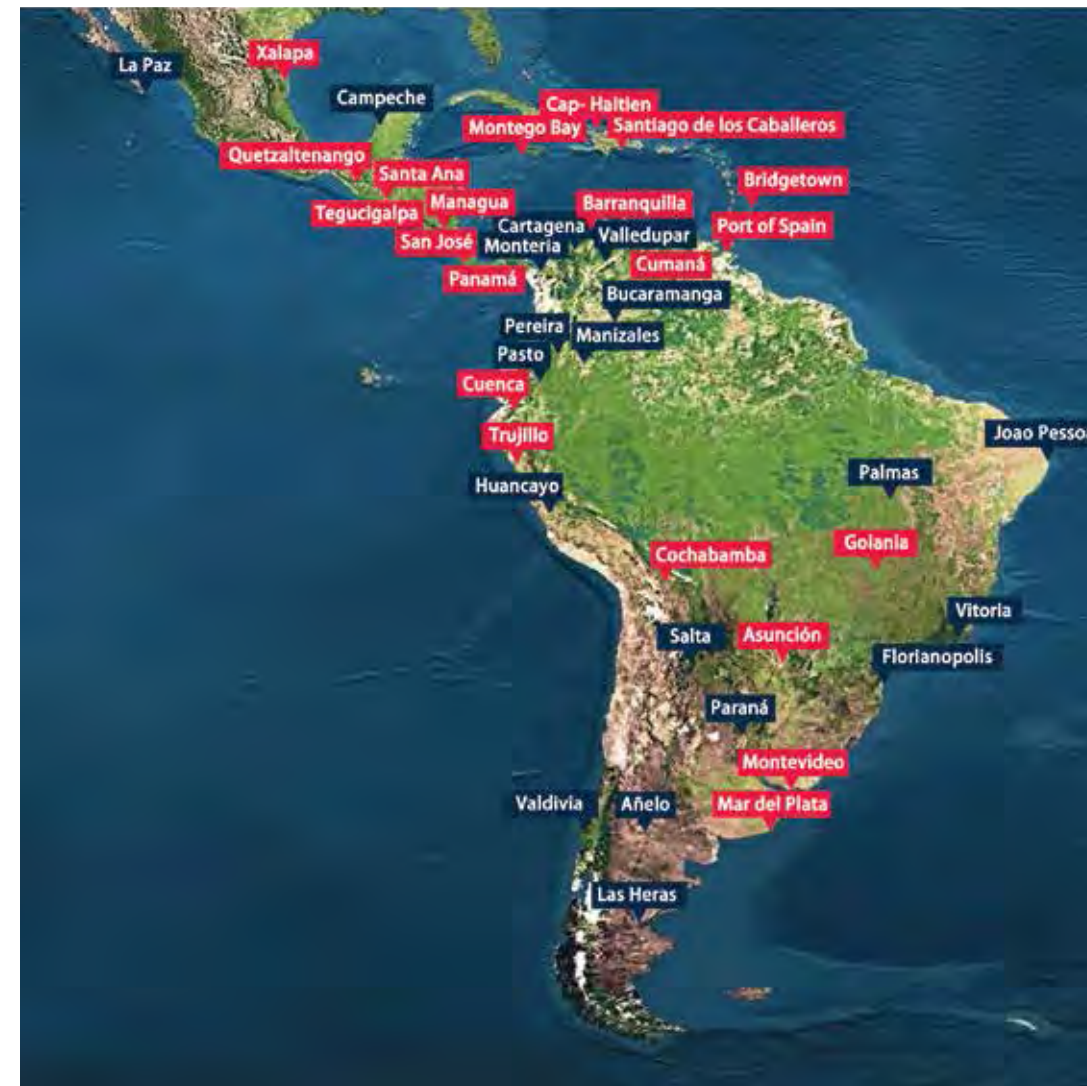 La Paz
Xalapa
Campeche
Cap- Haitien
Montego Bay
Santiago de los Caballeros
Quetzaltenango
Santa Ana
Bridgetown
Tegucigalpa
Managua
Barranquilla
Cartagena
Port of Spain
San José
Monteria
Valledupar
Panamá
Cumaná
Bucaramanga
Pereira
Manizales
Pasto
Cuenca
Trujillo
Joao Pesso
Huancayo
Palmas
Cochabamba
Goiania
Vitoria
Salta
Asunción
Florianopolis
Paraná
Montevideo
Valdivia
Añelo
Mar del Plata
Las Heras